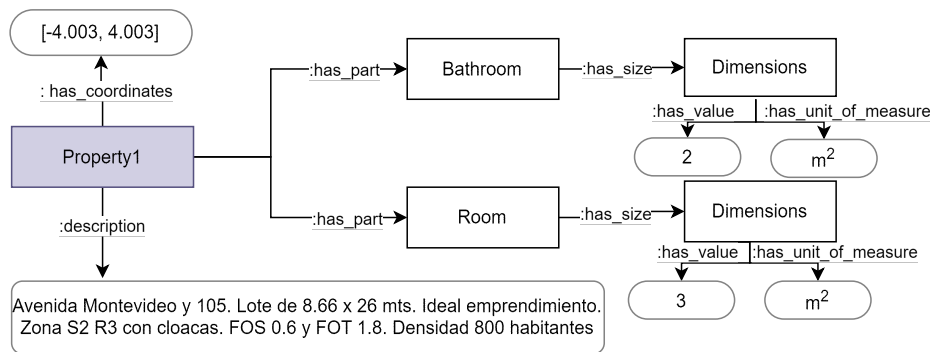 [-4.003, 4.003]
: has_coordinates
Property1
:description
Avenida Montevideo y 105. Lote de 8.66 x 26 mts. Ideal emprendimiento.
Zona S2 R3 con cloacas. FOS 0.6 y FOT 1.8. Densidad 800 habitantes
:has_part
Bathroom
:has_size
Dimensions
:has_value
:has_unit_of_measure
2
m²
:has_part
Room
:has_size
Dimensions
:has_value
:has_unit_of_measure
3
m²